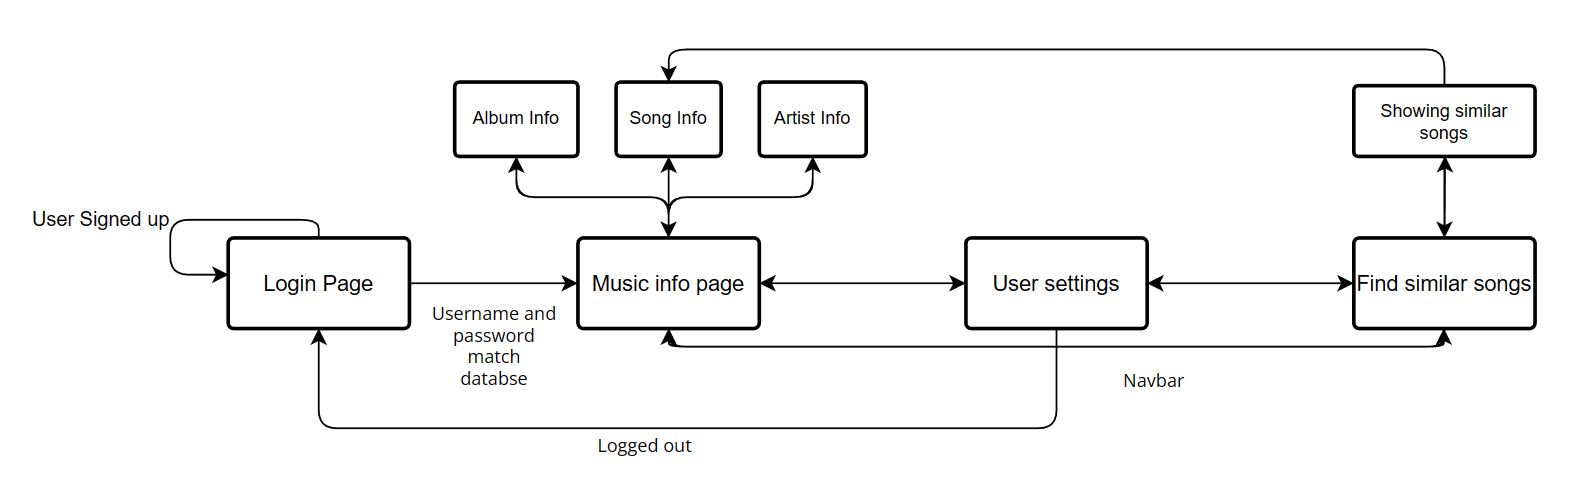 Album Info
Song Info
Artist Info
Showing similar
songs
User Signed up
Login Page
Music info page
User settings
Find similar songs
Username and
password
match
databse
Navbar
Logged out